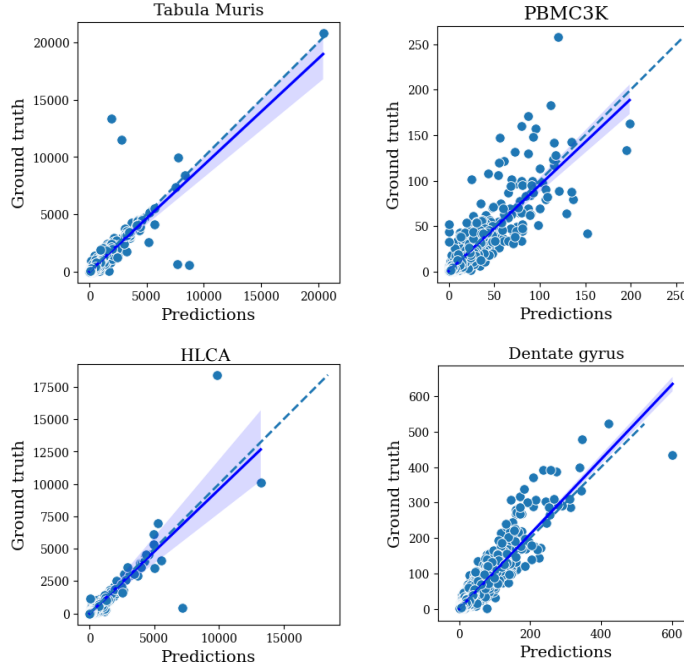 Tabula Muris
20000
15000
10000
5000
0
Ground truth
0 5000 10000 15000 20000
Predictions
PBMC3K
250
200
150
100
50
0
Ground truth
0 50 100 150 200 250
Predictions
HLCA
17500
15000
12500
10000
7500
5000
2500
0
Ground truth
0 5000 10000 15000
Predictions
Dentate gyrus
600
500
400
300
200
100
0
Ground truth
0 200 400 600
Predictions